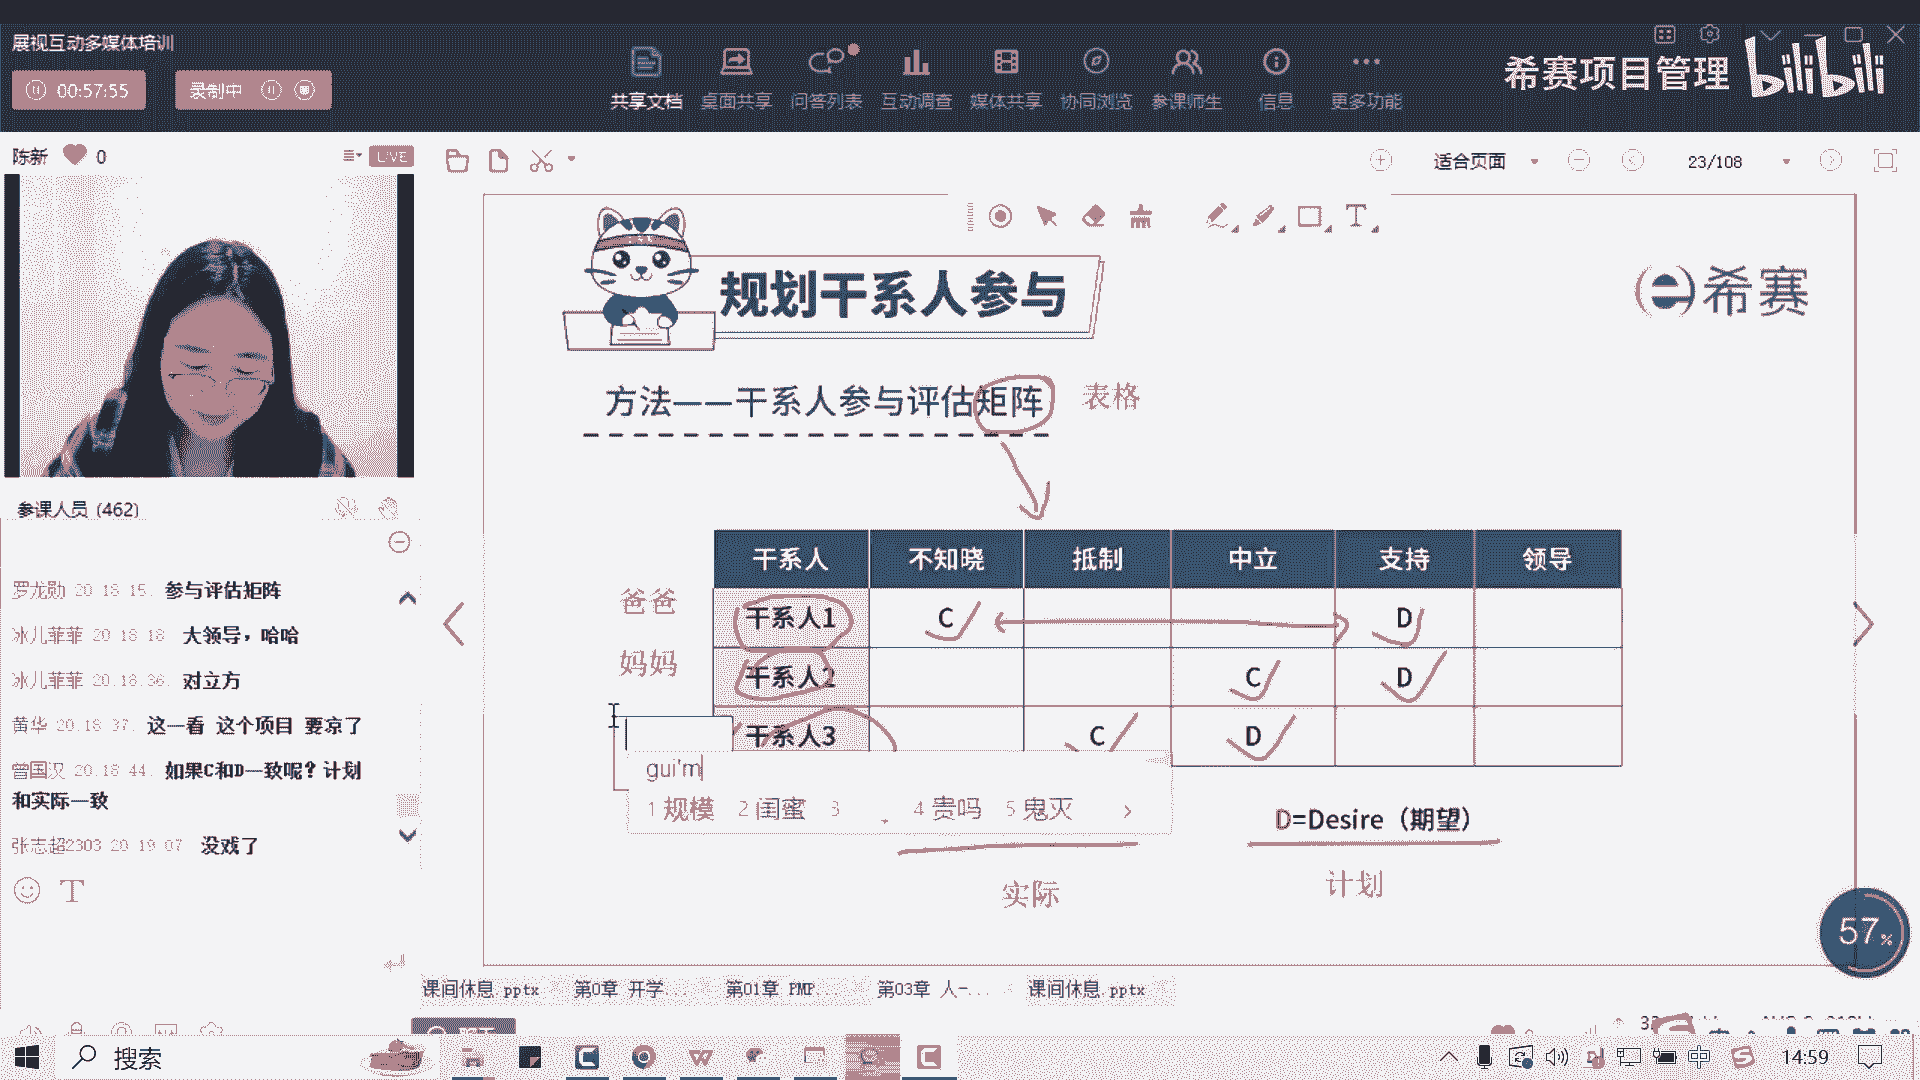 展视互动多媒体培训
00:57:55
录制中
共享文档 桌面共享 问答列表 互动调查 媒体共享 协同浏览 参课师生 信息 更多功能
希赛项目管理 bilibili
陈新 0
LIVE
适合页面
23/108
规划干系人参与
希赛
方法——干系人参与评估矩阵
表格
参课人员 (462)
罗龙勋 20:18:15. 参与评估矩阵
冰儿菲菲 20:18:18 大领导，哈哈
冰儿菲菲 20:18:36. 对立方
黄华 20:18:37. 这一看 这个项目 要凉了
曾国汉 20:18:44. 如果C和D一致呢？计划
和实际一致
张志超2303 20:19:07 没戏了
干系人 不知晓 抵制 中立 支持 领导
爸爸 干系人1 C D
妈妈 干系人2 C D
干系人3 C D
gui'm
1 规模 2 闺蜜 3 4 贵吗 5 鬼灭
D=Desire（期望）
实际
计划
57%
课间休息.pptx 第0章 开学... 第01章 PMP... 第03章 人-... 课间休息.pptx
搜索
中
14:59